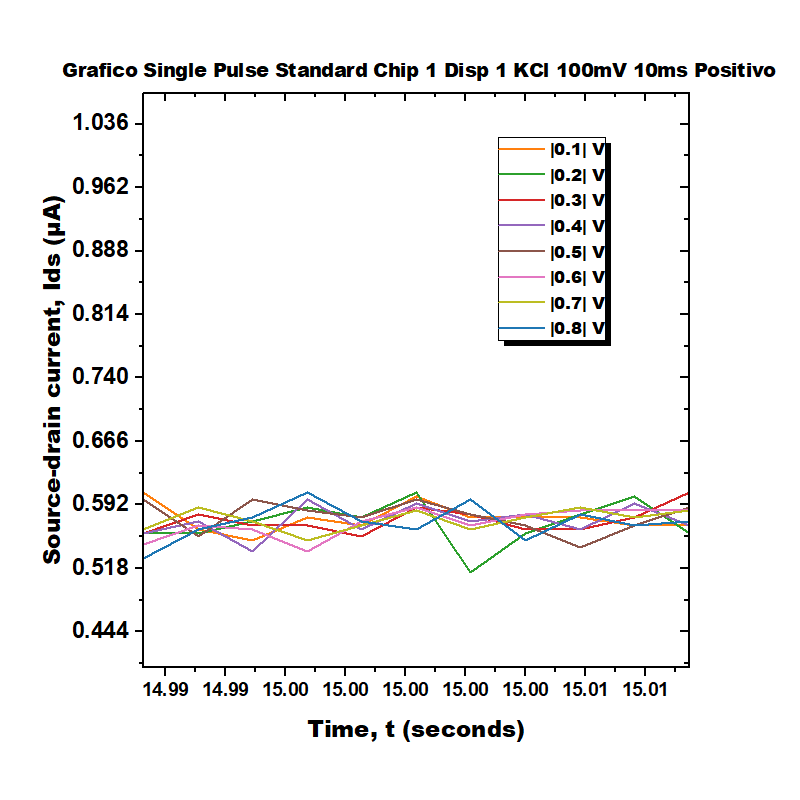 Grafico Single Pulse Standard Chip 1 Disp 1 KCl 100mV 10ms Positivo
1.036
0.962
0.888
0.814
0.740
0.666
0.592
0.518
0.444
Source-drain current, Ids (µA)
|0.1| V
|0.2| V
|0.3| V
|0.4| V
|0.5| V
|0.6| V
|0.7| V
|0.8| V
14.99 14.99 15.00 15.00 15.00 15.00 15.00 15.01 15.01
Time, t (seconds)